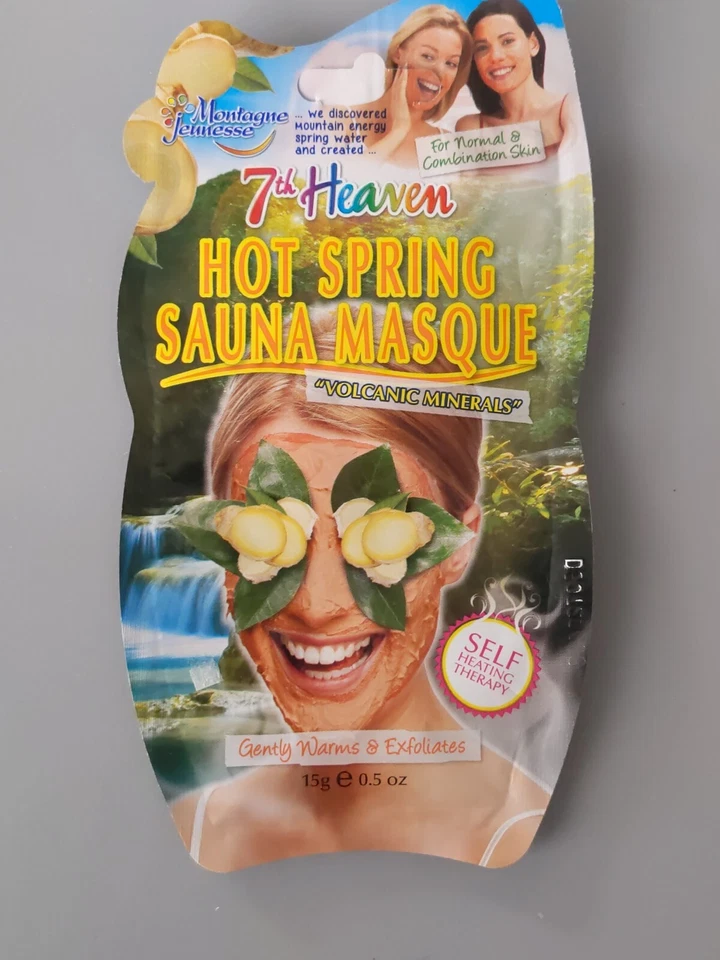 Montagne
Jeunesse
... we discovered
mountain energy
spring water
and created ...
For Normal &
Combination Skin
7th Heaven
HOT SPRING
SAUNA MASQUE
"VOLCANIC MINERALS"
SELF
HEATING
THERAPY
Gently Warms & Exfoliates
15g e 0.5 oz